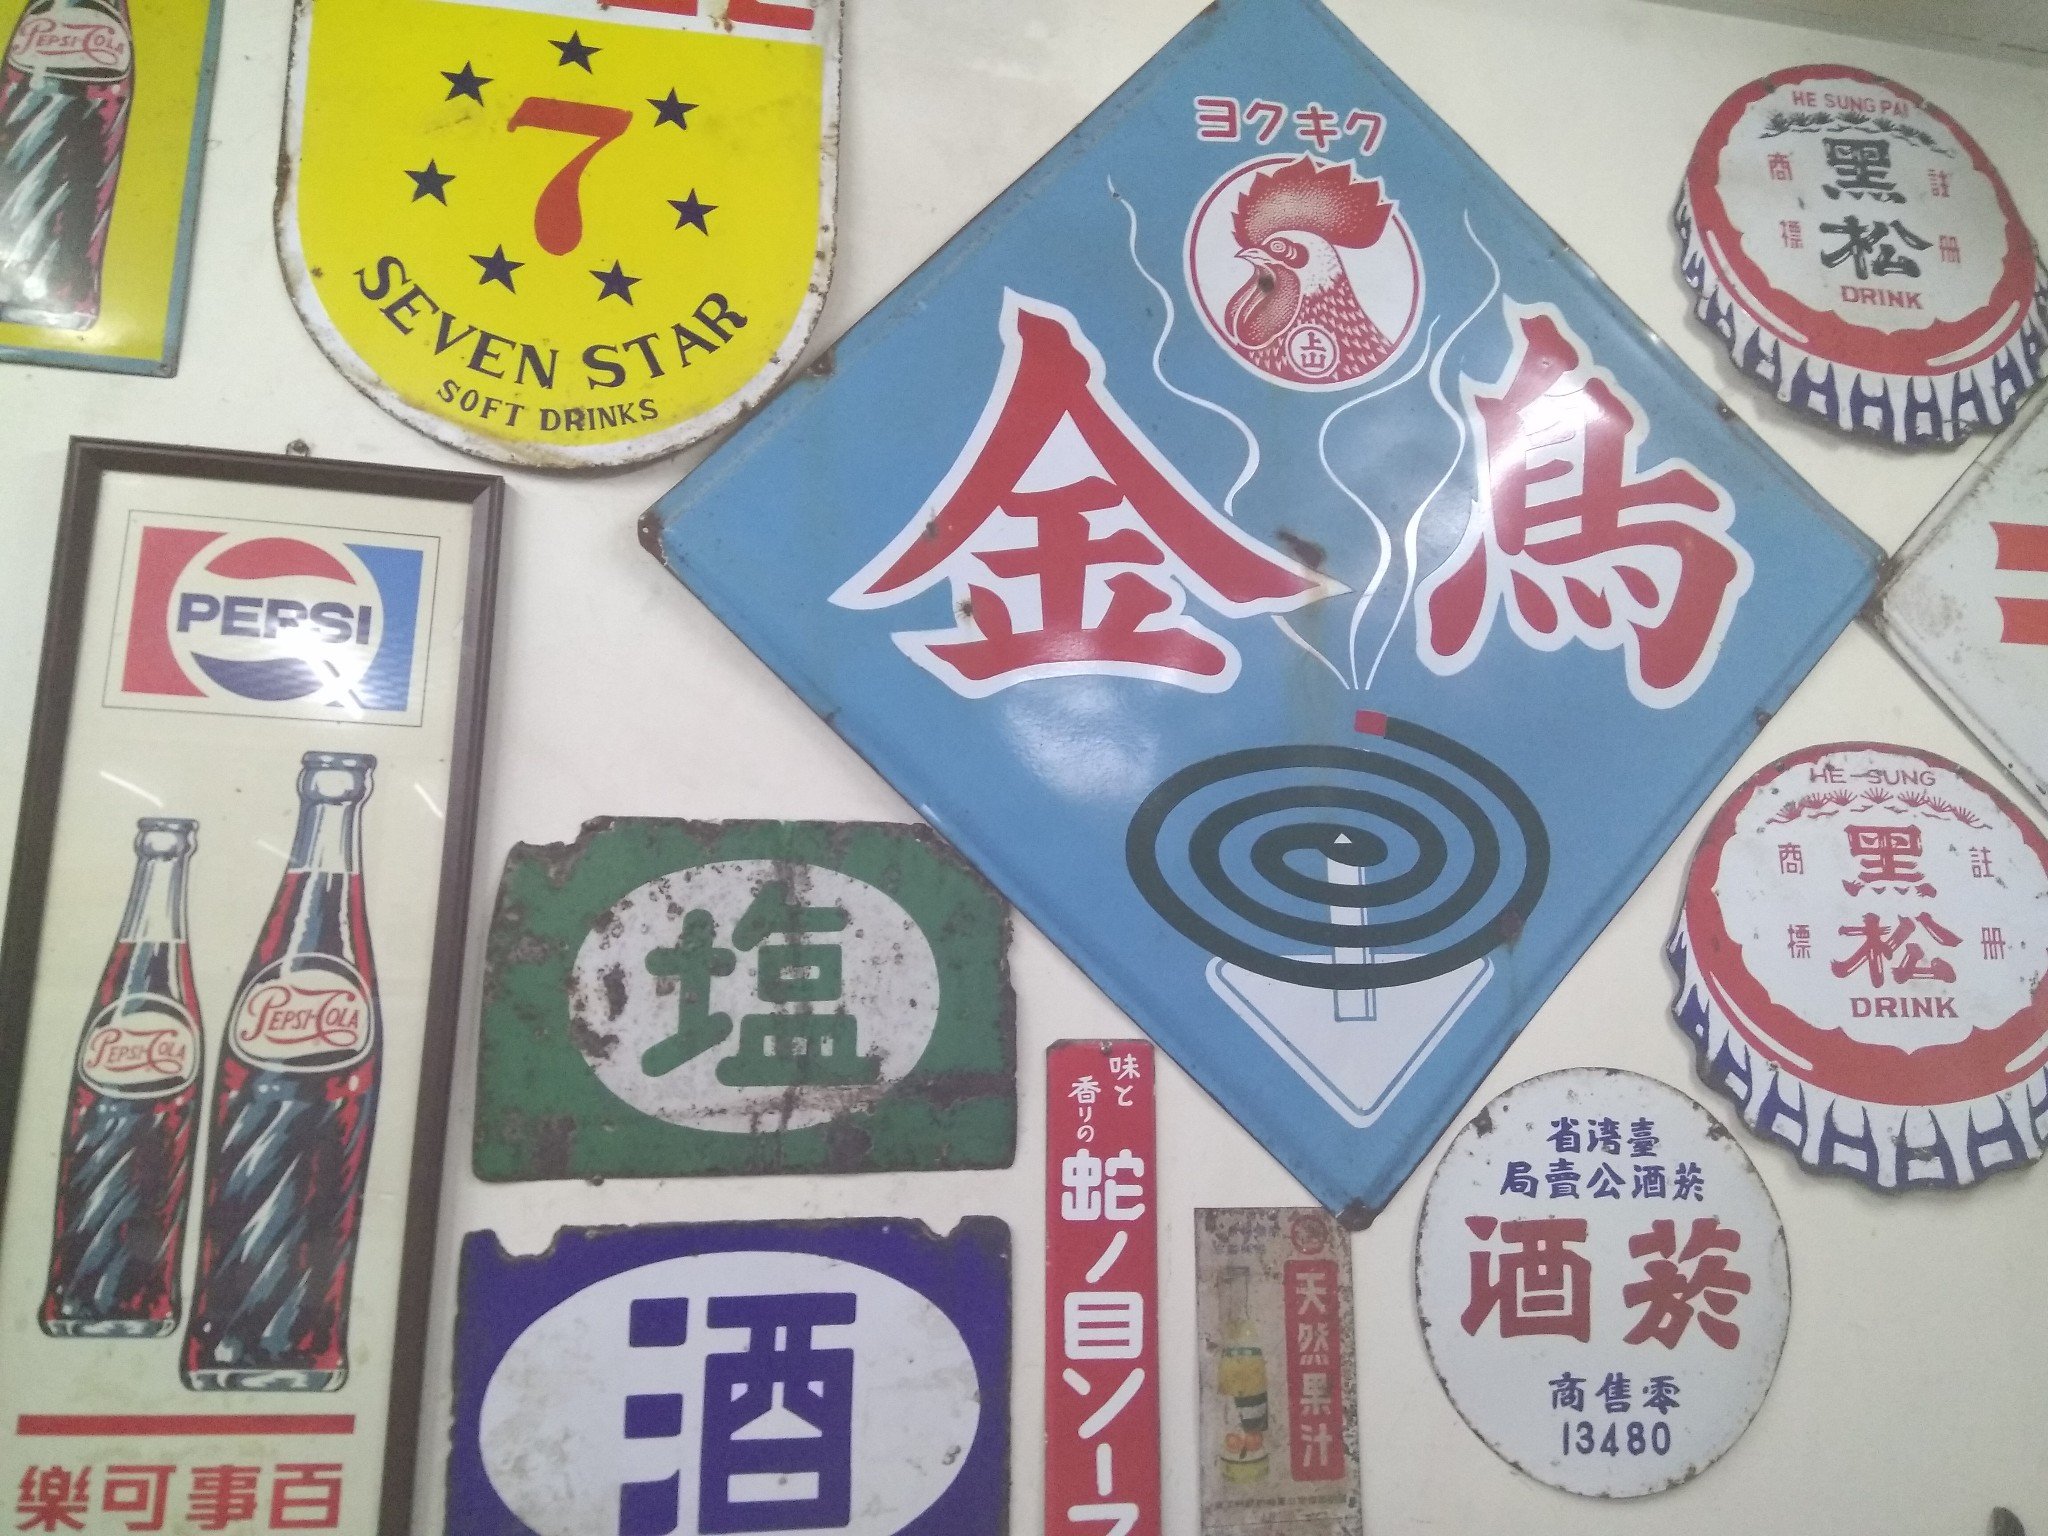 PEPSI-COLA
7
SEVEN STAR
SOFT DRINKS
ヨクキク
上山
金鳥
HE SUNG PAI
商 註
標 册
黑松
DRINK
PEPSI
PEPSI-COLA
PEPSI-COLA
樂可事百
塩
酒
味と
香りの
蛇ノ目ソース
天然果汁
HE-SUNG
商 註
標 册
黑松
DRINK
省湾臺
局賣公酒菸
酒菸
商售零
13480